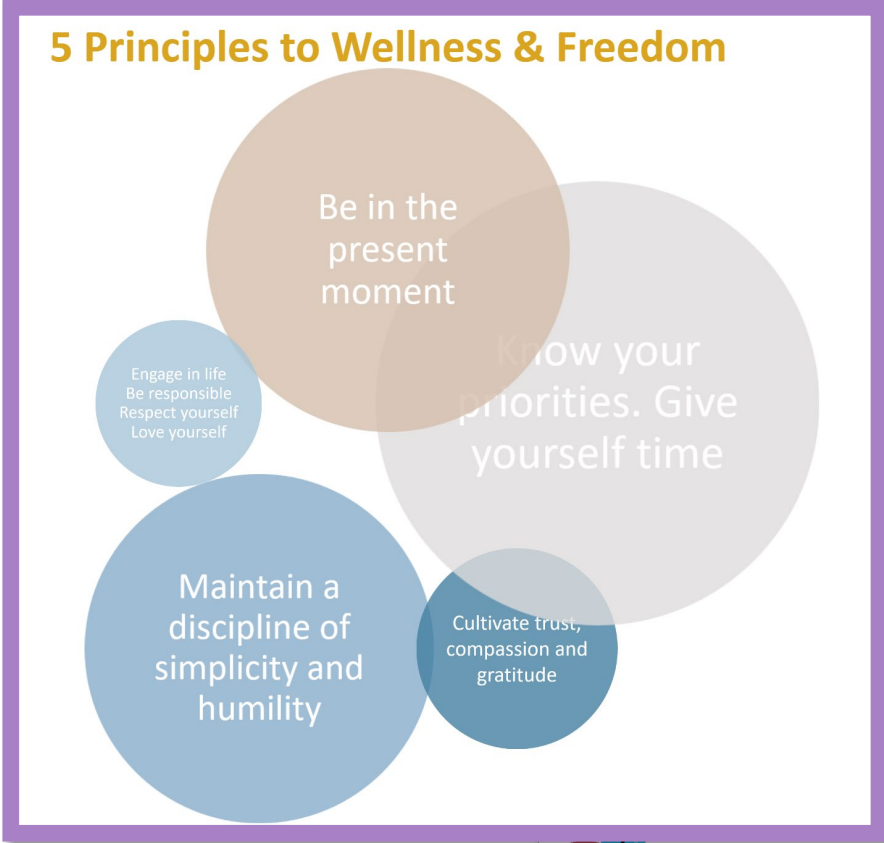 5 Principles to Wellness & Freedom
Be in the
present
moment
Know your
priorities. Give
yourself time
Engage in life
Be responsible
Respect yourself
Love yourself
Maintain a
discipline of
simplicity and
humility
Cultivate trust,
compassion and
gratitude